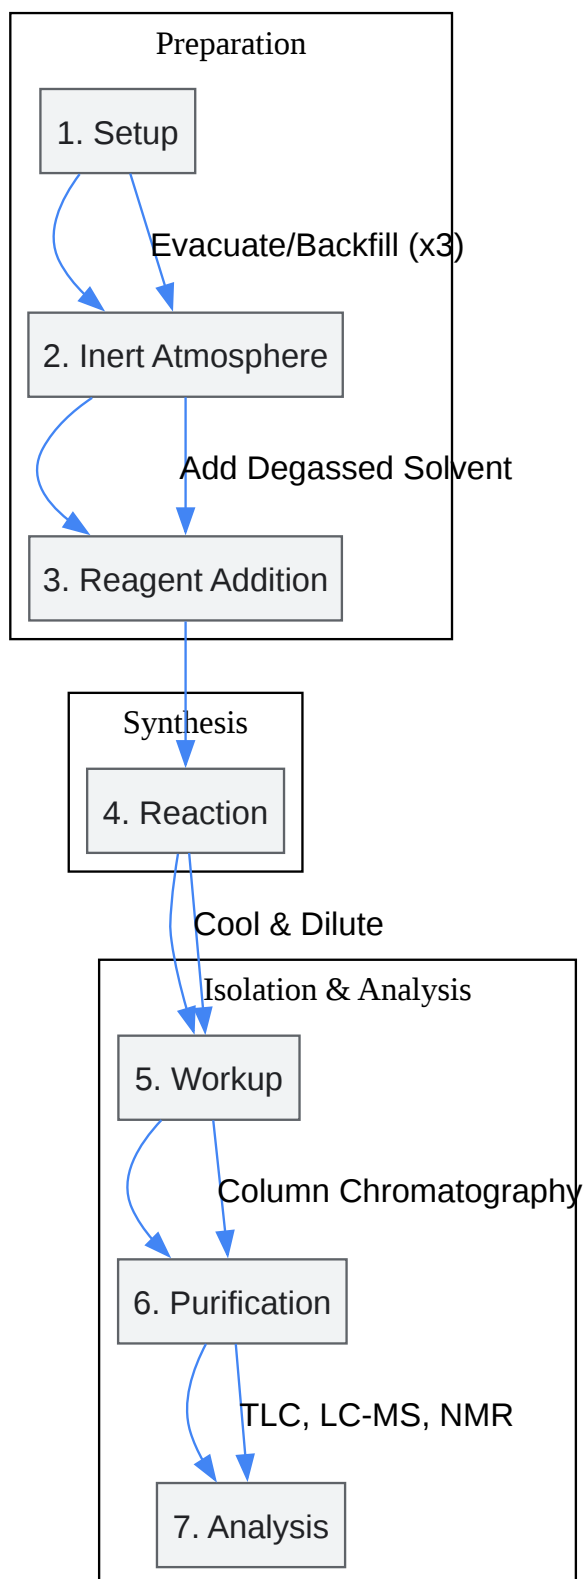 Preparation
1. Setup
Evacuate/Backfill (x3)
2. Inert Atmosphere
Add Degassed Solvent
3. Reagent Addition
Synthesis
4. Reaction
Cool & Dilute
Isolation & Analysis
5. Workup
Column Chromatography
6. Purification
TLC, LC-MS, NMR
7. Analysis